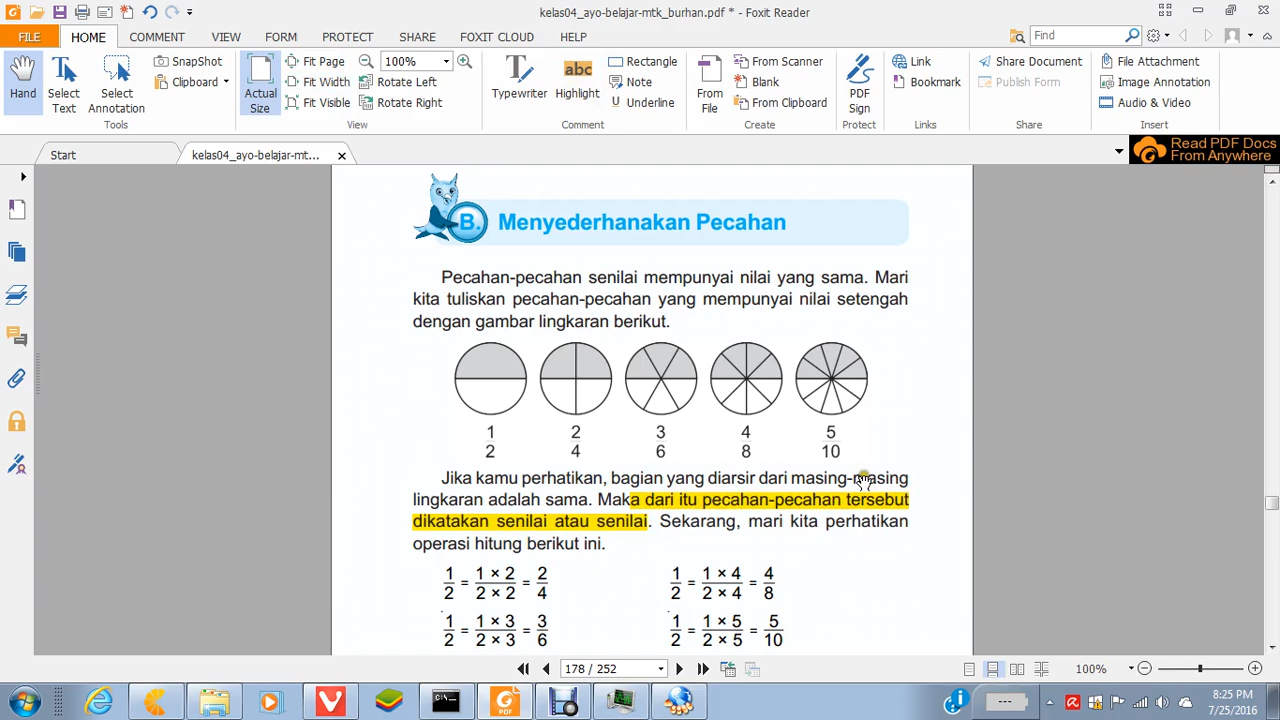 kelas04_ayo-belajar-mtk_burhan.pdf * - Foxit Reader
FILE HOME COMMENT VIEW FORM PROTECT SHARE FOXIT CLOUD HELP Find
Hand Select Text Select Annotation SnapShot Clipboard Tools
Actual Size Fit Page Fit Width Fit Visible 100% Rotate Left Rotate Right View
Typewriter Highlight Rectangle Note Underline Comment
From File From Scanner Blank From Clipboard Create
PDF Sign Protect
Link Bookmark Links
Share Document Publish Form Share
File Attachment Image Annotation Audio & Video Insert
Start kelas04_ayo-belajar-mt...
Read PDF Docs
From Anywhere
B. Menyederhanakan Pecahan
Pecahan-pecahan senilai mempunyai nilai yang sama. Mari
kita tuliskan pecahan-pecahan yang mempunyai nilai setengah
dengan gambar lingkaran berikut.
1/2 2/4 3/6 4/8 5/10
Jika kamu perhatikan, bagian yang diarsir dari masing-masing
lingkaran adalah sama. Maka dari itu pecahan-pecahan tersebut
dikatakan senilai atau senilai. Sekarang, mari kita perhatikan
operasi hitung berikut ini.
1/2 = 1 × 2/2 × 2 = 2/4 1/2 = 1 × 4/2 × 4 = 4/8
1/2 = 1 × 3/2 × 3 = 3/6 1/2 = 1 × 5/2 × 5 = 5/10
178 / 252 100%
PDF
8:25 PM
7/25/2016